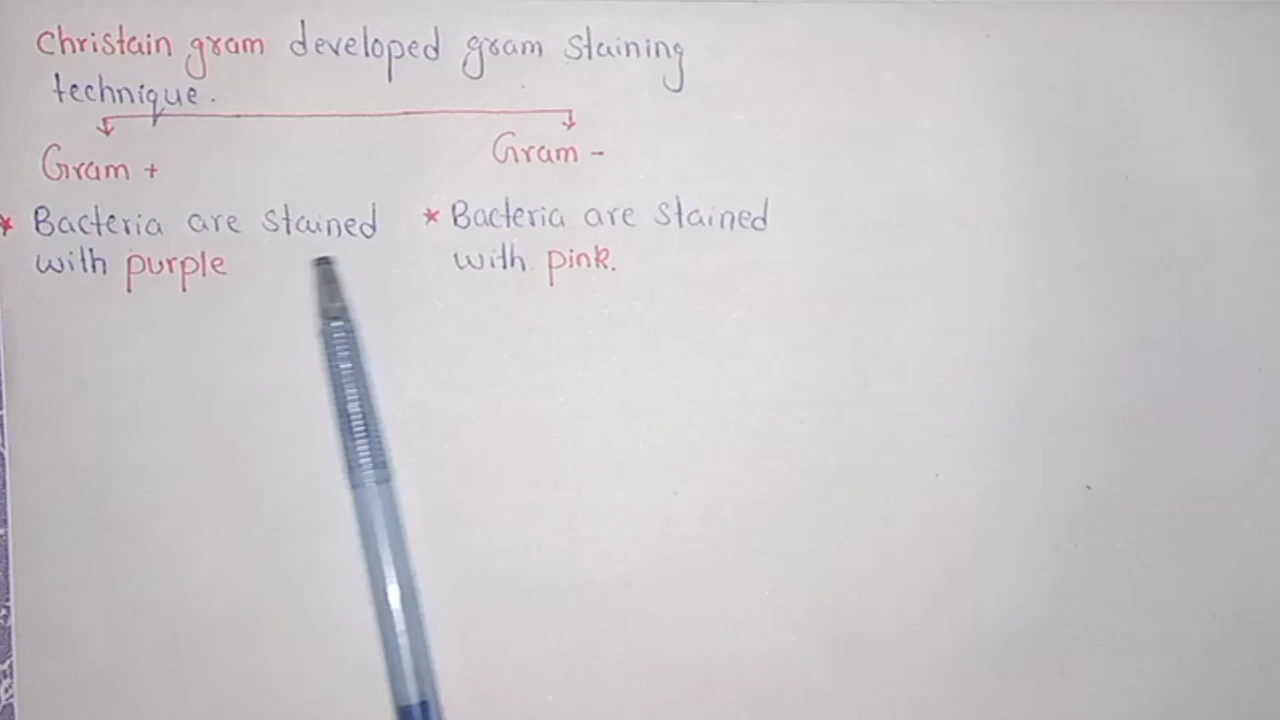 Christain gram developed gram staining
technique.
Gram +
Gram -
* Bacteria are stained
with purple
* Bacteria are stained
with pink.